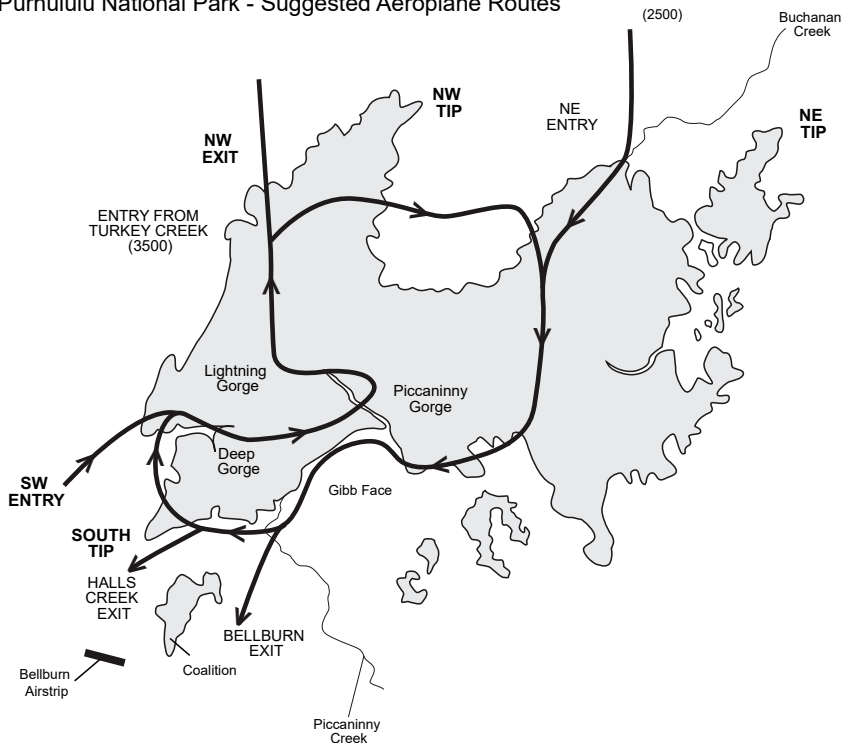 Purnululu National Park - Suggested Aeroplane Routes
(2500)
Buchanan
Creek
NW
TIP
NE
ENTRY
NE
TIP
NW
EXIT
ENTRY FROM
TURKEY CREEK
(3500)
Lightning
Gorge
Piccaninny
Gorge
Deep
Gorge
SW
ENTRY
Gibb Face
SOUTH
TIP
HALLS
CREEK
EXIT
BELLBURN
EXIT
Coalition
Bellburn
Airstrip
Piccaninny
Creek